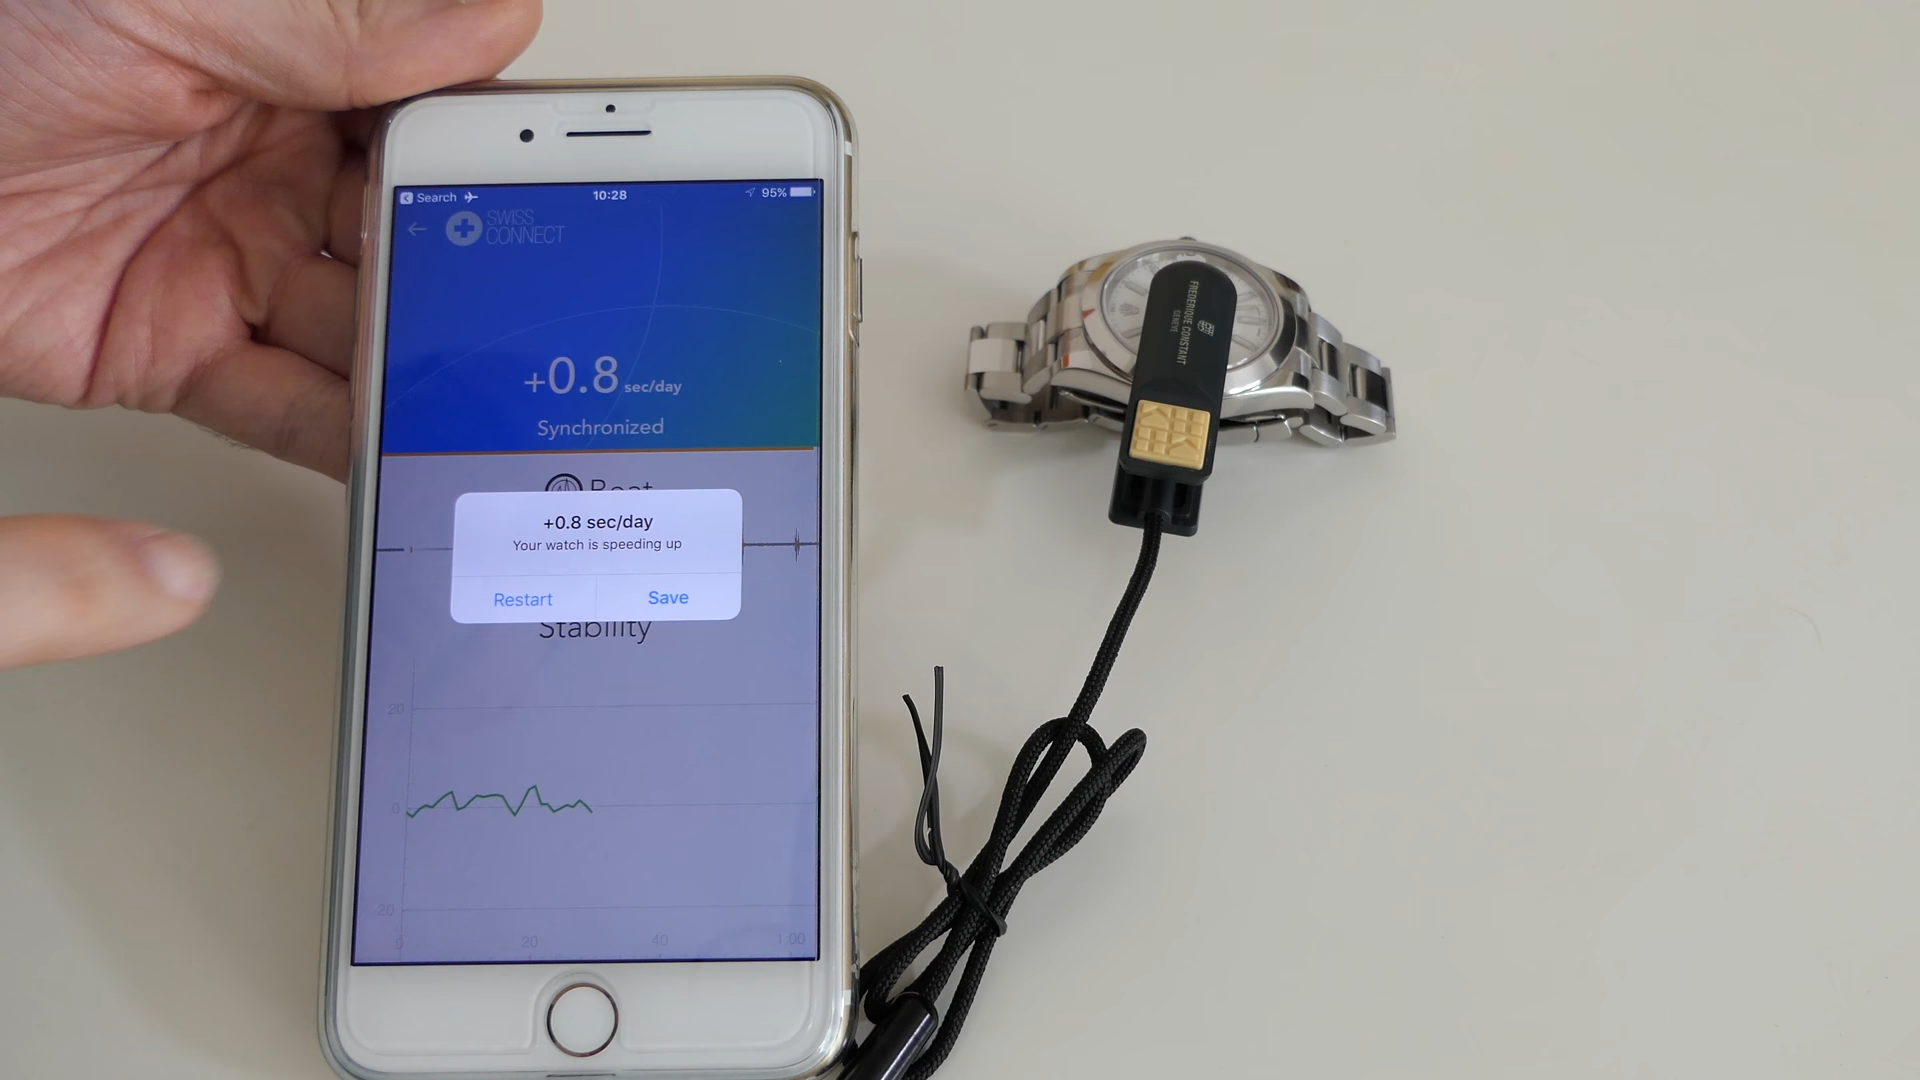 Search
10:28
95%
SWISS
CONNECT
+0.8 sec/day
Synchronized
Beat
+0.8 sec/day
Your watch is speeding up
Restart
Save
Stability
20
0
-20
0
20
40
1:00
FREDERIQUE CONSTANT
GENEVE